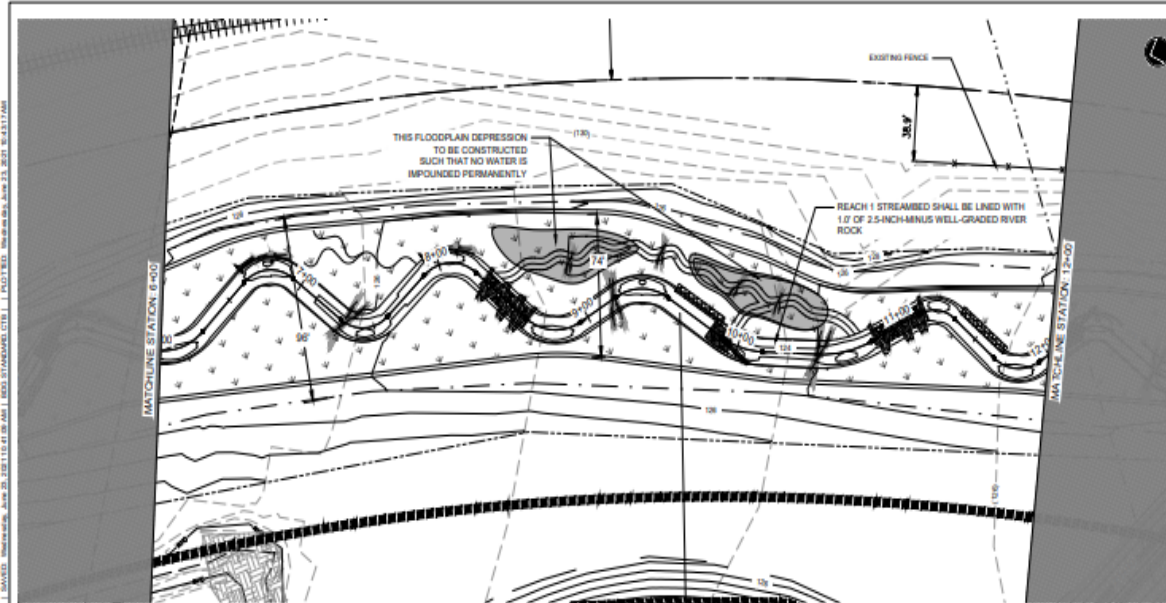 EXISTING FENCE
38.9'
THIS FLOODPLAIN DEPRESSION
TO BE CONSTRUCTED
SUCH THAT NO WATER IS
IMPOUNDED PERMANENTLY
(130)
REACH 1 STREAMBED SHALL BE LINED WITH
1.0' OF 2.5-INCH-MINUS WELL-GRADED RIVER
ROCK
MATCHLINE STATION: 6+00'
7+00
8+00
9+00
10+00
11+00
12+00
MATCHLINE STATION: 12+00'
96'
74'
124
126
(126)